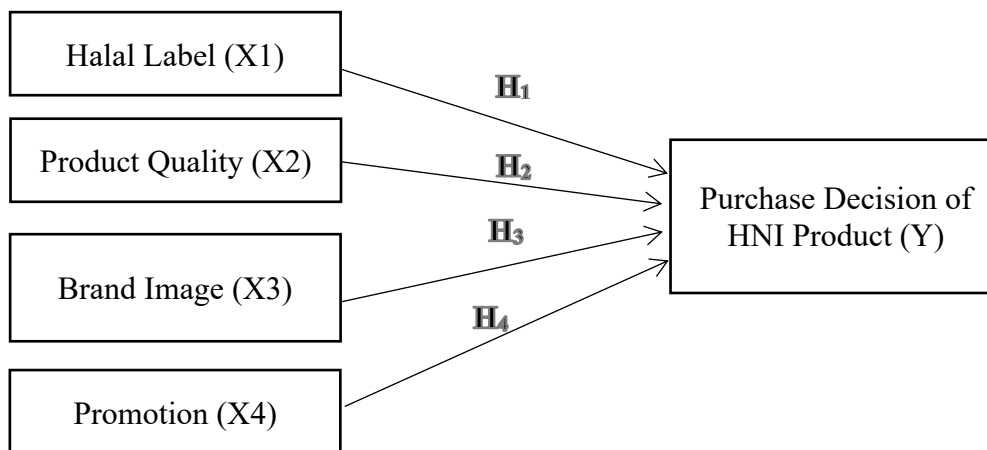 Halal Label (X1)
H₁
Product Quality (X2)
H₂
Purchase Decision of
HNI Product (Y)
H₃
Brand Image (X3)
H₄
Promotion (X4)